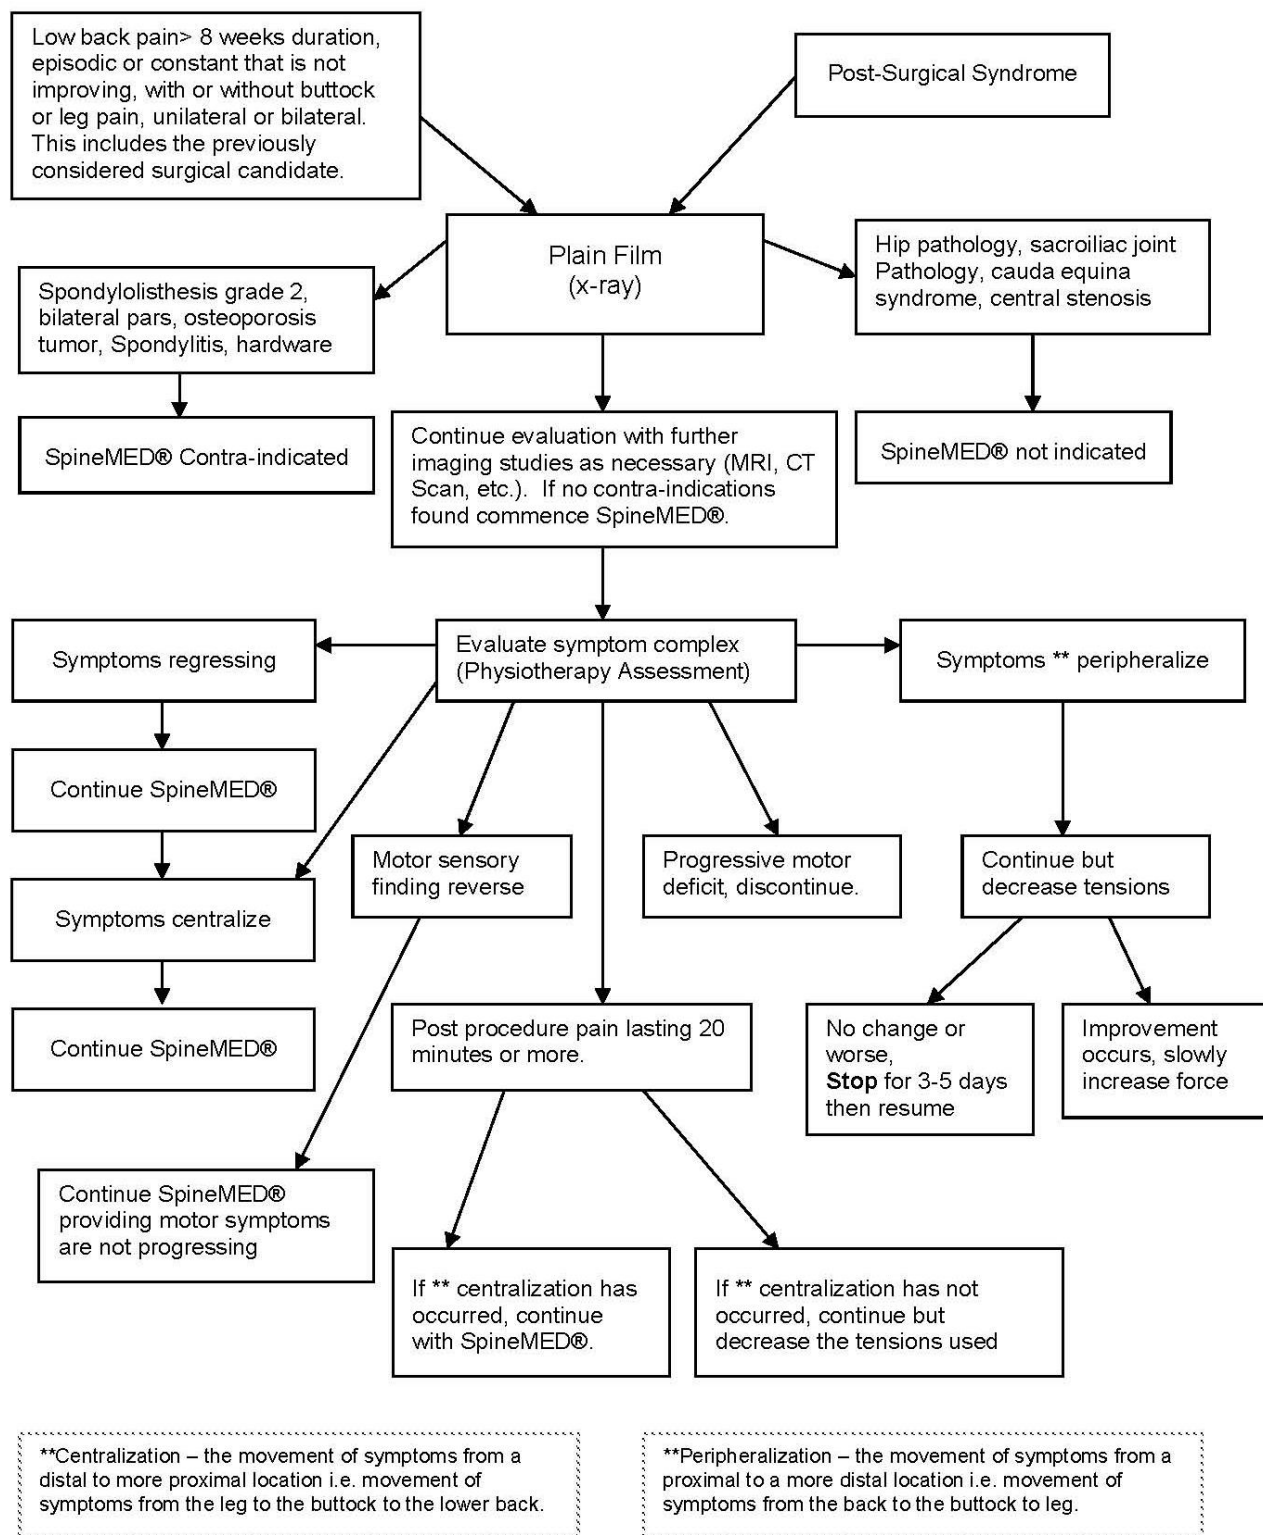 Low back pain> 8 weeks duration,
episodic or constant that is not
improving, with or without buttock
or leg pain, unilateral or bilateral.
This includes the previously
considered surgical candidate.
Post-Surgical Syndrome
Plain Film
(x-ray)
Hip pathology, sacroiliac joint
Pathology, cauda equina
syndrome, central stenosis
Spondylolisthesis grade 2,
bilateral pars, osteoporosis
tumor, Spondylitis, hardware
SpineMED® Contra-indicated
Continue evaluation with further
imaging studies as necessary (MRI, CT
Scan, etc.).  If no contra-indications
found commence SpineMED®.
SpineMED® not indicated
Symptoms regressing
Evaluate symptom complex
(Physiotherapy Assessment)
Symptoms ** peripheralize
Continue SpineMED®
Motor sensory
finding reverse
Progressive motor
deficit, discontinue.
Continue but
decrease tensions
Symptoms centralize
Continue SpineMED®
Post procedure pain lasting 20
minutes or more.
No change or
worse,
Stop for 3-5 days
then resume
Improvement
occurs, slowly
increase force
Continue SpineMED®
providing motor symptoms
are not progressing
If ** centralization has
occurred, continue
with SpineMED®.
If ** centralization has not
occurred, continue but
decrease the tensions used
**Centralization – the movement of symptoms from a
distal to more proximal location i.e. movement of
symptoms from the leg to the buttock to the lower back.
**Peripheralization – the movement of symptoms from a
proximal to a more distal location i.e. movement of
symptoms from the back to the buttock to leg.